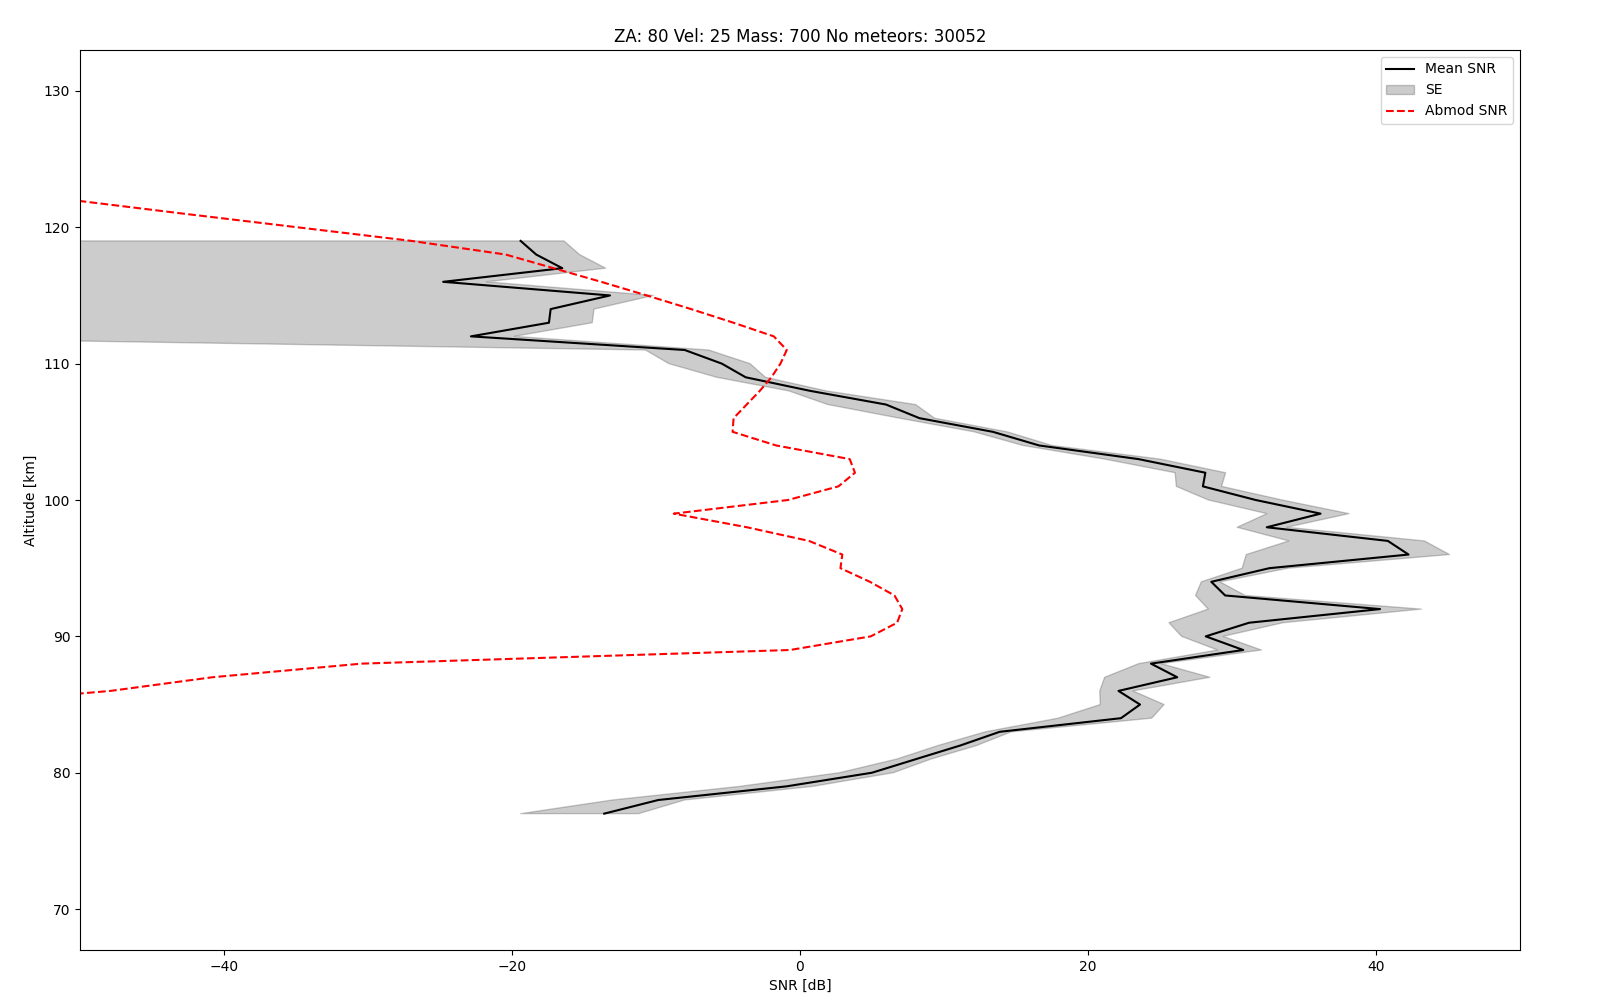 ZA: 80 Vel: 25 Mass: 700 No meteors: 30052
Mean SNR
SE
Abmod SNR
130
120
110
100
90
80
70
Altitude [km]
−40
−20
0
20
40
SNR [dB]